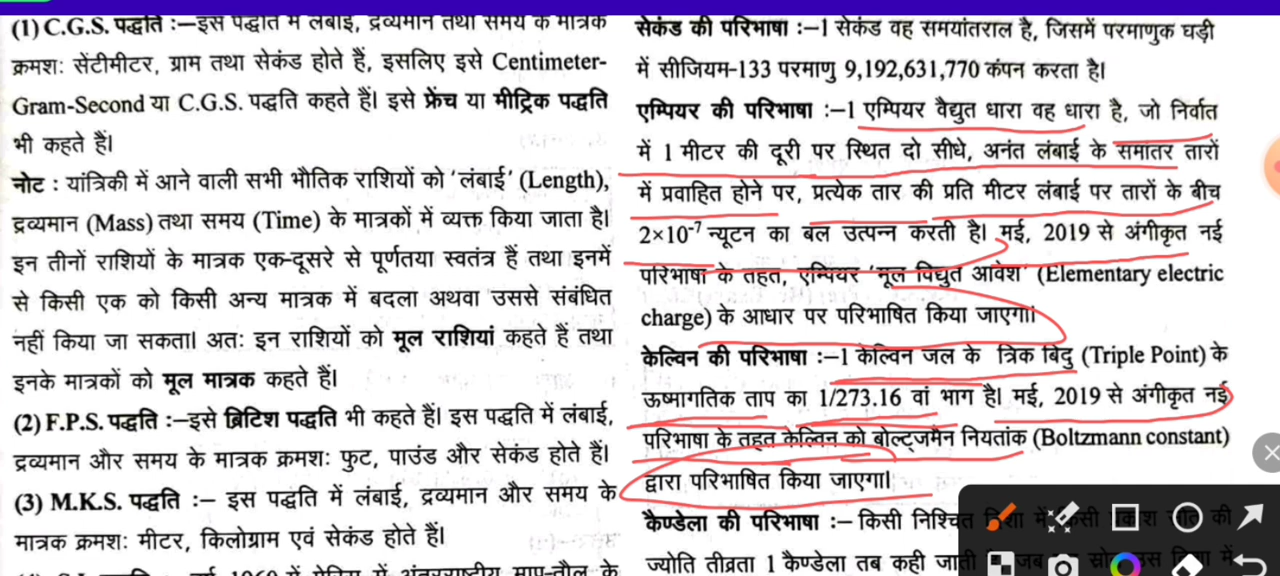 (1) C.G.S. पद्धति :–इस पद्धति में लंबाई, द्रव्यमान तथा समय के मात्रक
क्रमशः सेंटीमीटर, ग्राम तथा सेकंड होते हैं, इसलिए इसे Centimeter-
Gram-Second या C.G.S. पद्धति कहते हैं। इसे फ्रेंच या मीट्रिक पद्धति
भी कहते हैं।
नोट : यांत्रिकी में आने वाली सभी भौतिक राशियों को 'लंबाई' (Length),
द्रव्यमान (Mass) तथा समय (Time) के मात्रकों में व्यक्त किया जाता है।
इन तीनों राशियों के मात्रक एक-दूसरे से पूर्णतया स्वतंत्र हैं तथा इनमें
से किसी एक को किसी अन्य मात्रक में बदला अथवा उससे संबंधित
नहीं किया जा सकता। अतः इन राशियों को मूल राशियां कहते हैं तथा
इनके मात्रकों को मूल मात्रक कहते हैं।
(2) F.P.S. पद्धति :–इसे ब्रिटिश पद्धति भी कहते हैं। इस पद्धति में लंबाई,
द्रव्यमान और समय के मात्रक क्रमशः फुट, पाउंड और सेकंड होते हैं।
(3) M.K.S. पद्धति :– इस पद्धति में लंबाई, द्रव्यमान और समय के
मात्रक क्रमशः मीटर, किलोग्राम एवं सेकंड होते हैं।
1960 में अंतरराष्ट्रीय माप-तौल के
सेकंड की परिभाषा :–1 सेकंड वह समयांतराल है, जिसमें परमाणुक घड़ी
में सीजियम-133 परमाणु 9,192,631,770 कंपन करता है।
एम्पियर की परिभाषा :–1 एम्पियर वैद्युत धारा वह धारा है, जो निर्वात
में 1 मीटर की दूरी पर स्थित दो सीधे, अनंत लंबाई के समांतर तारों
में प्रवाहित होने पर, प्रत्येक तार की प्रति मीटर लंबाई पर तारों के बीच
2×10⁻⁷ न्यूटन का बल उत्पन्न करती है। मई, 2019 से अंगीकृत नई
परिभाषा के तहत, एम्पियर 'मूल विद्युत आवेश' (Elementary electric
charge) के आधार पर परिभाषित किया जाएगा।
केल्विन की परिभाषा :–1 केल्विन जल के त्रिक बिंदु (Triple Point) के
ऊष्मागतिक ताप का 1/273.16 वां भाग है। मई, 2019 से अंगीकृत नई
परिभाषा के तहत केल्विन को बोल्ट्जमैन नियतांक (Boltzmann constant)
द्वारा परिभाषित किया जाएगा।
कैण्डेला की परिभाषा :– किसी निश्चित की
ज्योति तीव्रता 1 कैण्डेला तब कही में